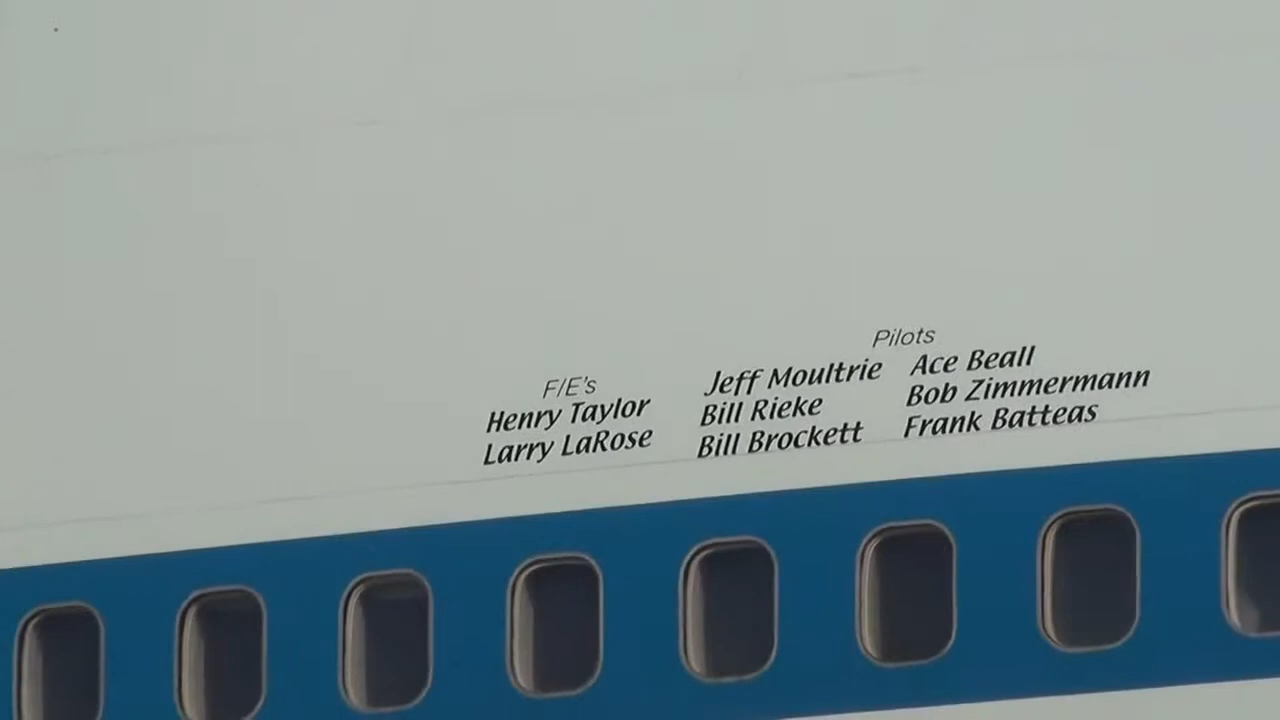 F/E's
Henry Taylor
Larry LaRose
Pilots
Jeff Moultrie Ace Beall
Bill Rieke Bob Zimmermann
Bill Brockett Frank Batteas